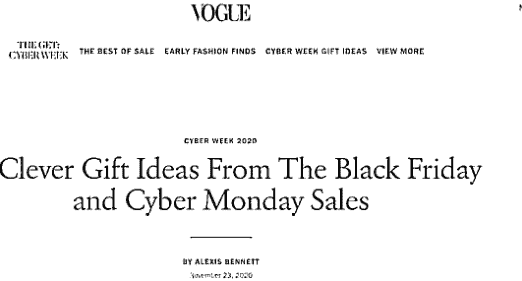 VOGUE
THE GET:
CYBER WEEK
THE BEST OF SALE EARLY FASHION FINDS CYBER WEEK GIFT IDEAS VIEW MORE
CYBER WEEK 2020
Clever Gift Ideas From The Black Friday
and Cyber Monday Sales
BY ALEXIS BENNETT
November 23, 2020